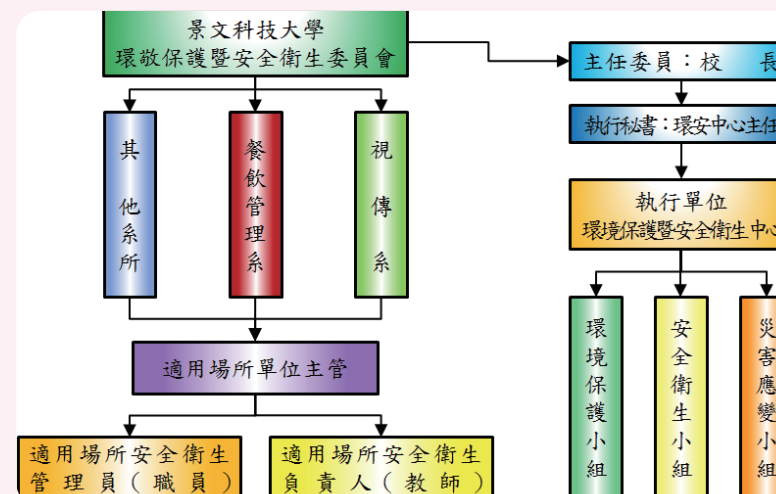 景文科技大學
環敬保護暨安全衛生委員會
主任委員：校 長
執行秘書：環安中心主任
執行單位
環境保護暨安全衛生中心
其他系所
餐飲管理系
視傳系
適用場所單位主管
適用場所安全衛生
管理員（職員）
適用場所安全衛生
負責人（教師）
環境保護小組
安全衛生小組
災害應變小組